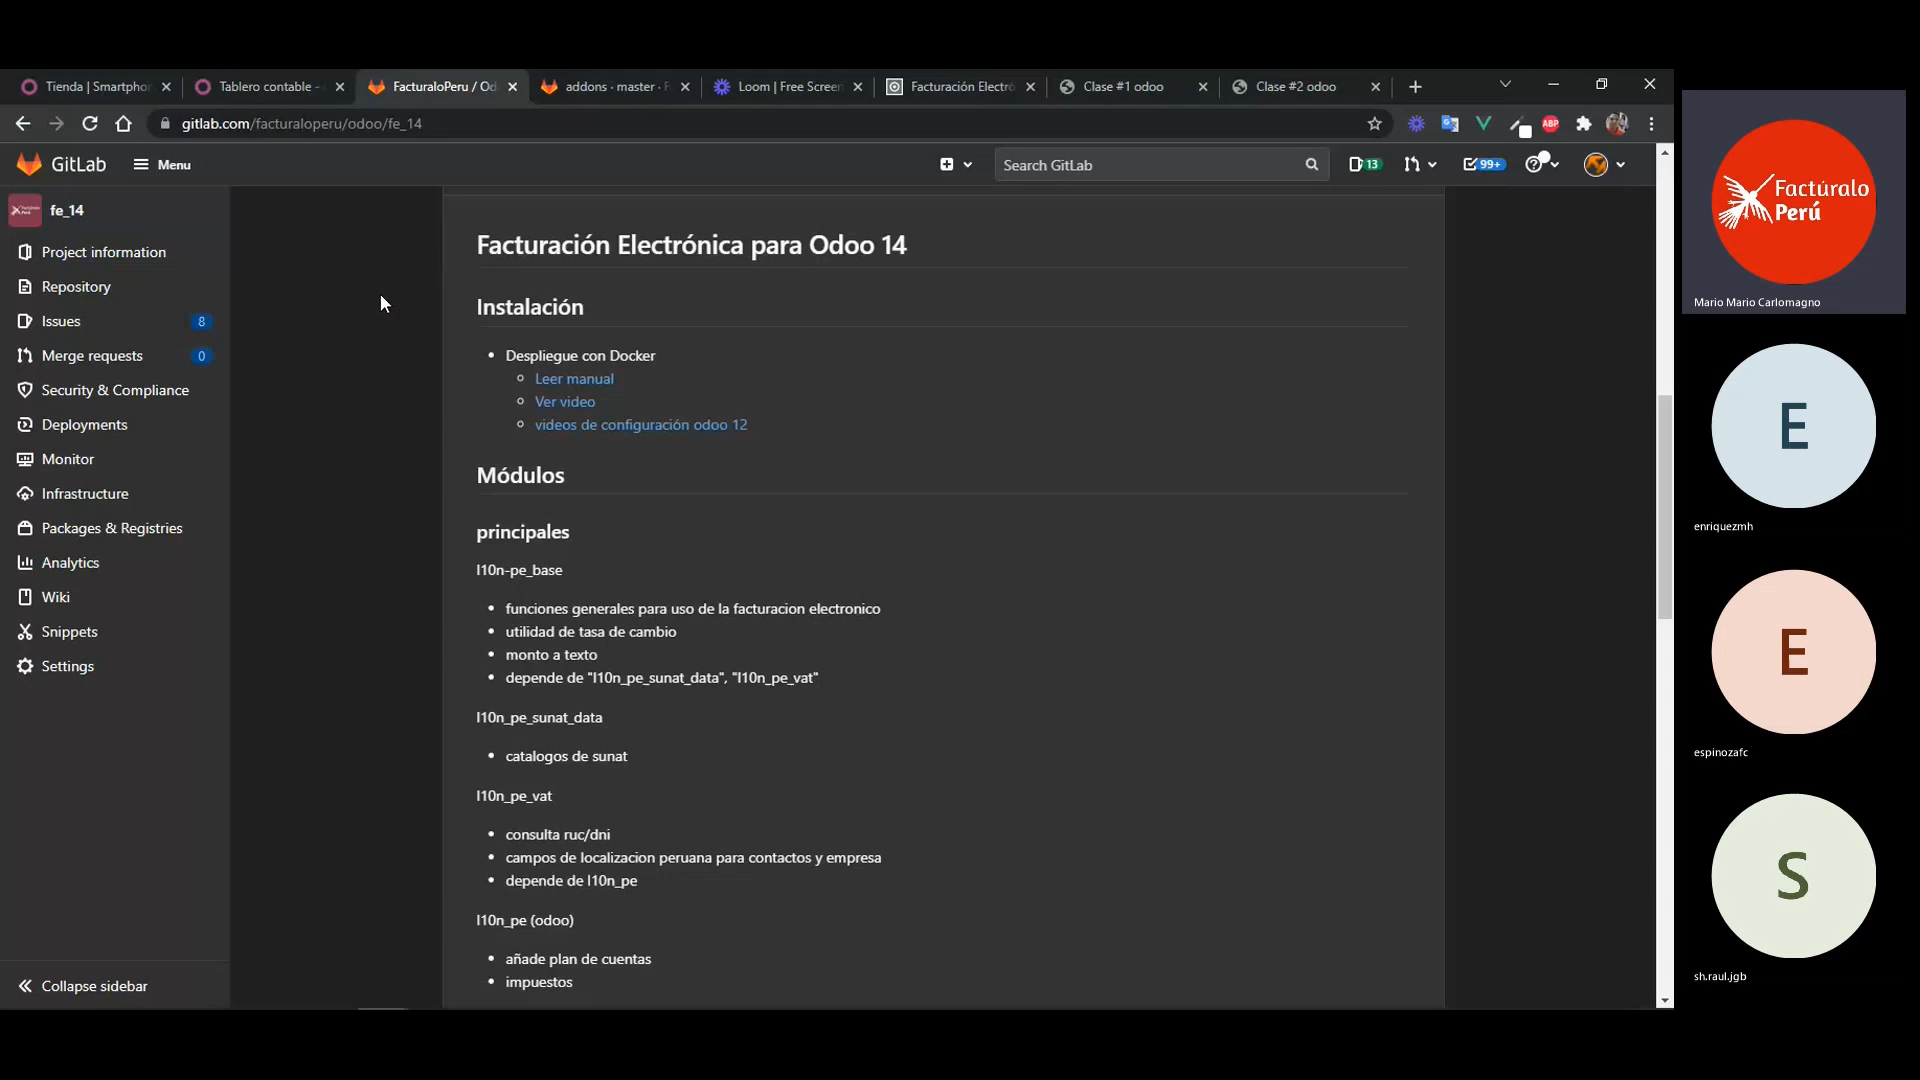 Tienda | Smartphor
Tablero contable -
FacturaloPeru / Od
addons · master · F
Loom | Free Screen
Facturación Electró
Clase #1 odoo
Clase #2 odoo
gitlab.com/facturaloperu/odoo/fe_14
ABP
GitLab
Menu
Search GitLab
13
99+
fe_14
Project information
Repository
Issues
8
Merge requests
0
Security & Compliance
Deployments
Monitor
Infrastructure
Packages & Registries
Analytics
Wiki
Snippets
Settings
Collapse sidebar
Facturación Electrónica para Odoo 14
Instalación
Despliegue con Docker
Leer manual
Ver video
videos de configuración odoo 12
Módulos
principales
l10n-pe_base
funciones generales para uso de la facturacion electronico
utilidad de tasa de cambio
monto a texto
depende de "l10n_pe_sunat_data", "l10n_pe_vat"
l10n_pe_sunat_data
catalogos de sunat
l10n_pe_vat
consulta ruc/dni
campos de localizacion peruana para contactos y empresa
depende de l10n_pe
l10n_pe (odoo)
añade plan de cuentas
impuestos
Factúralo
Perú
Mario Mario Carlomagno
E
enriquezmh
E
espinozafc
S
sh.raul.jgb